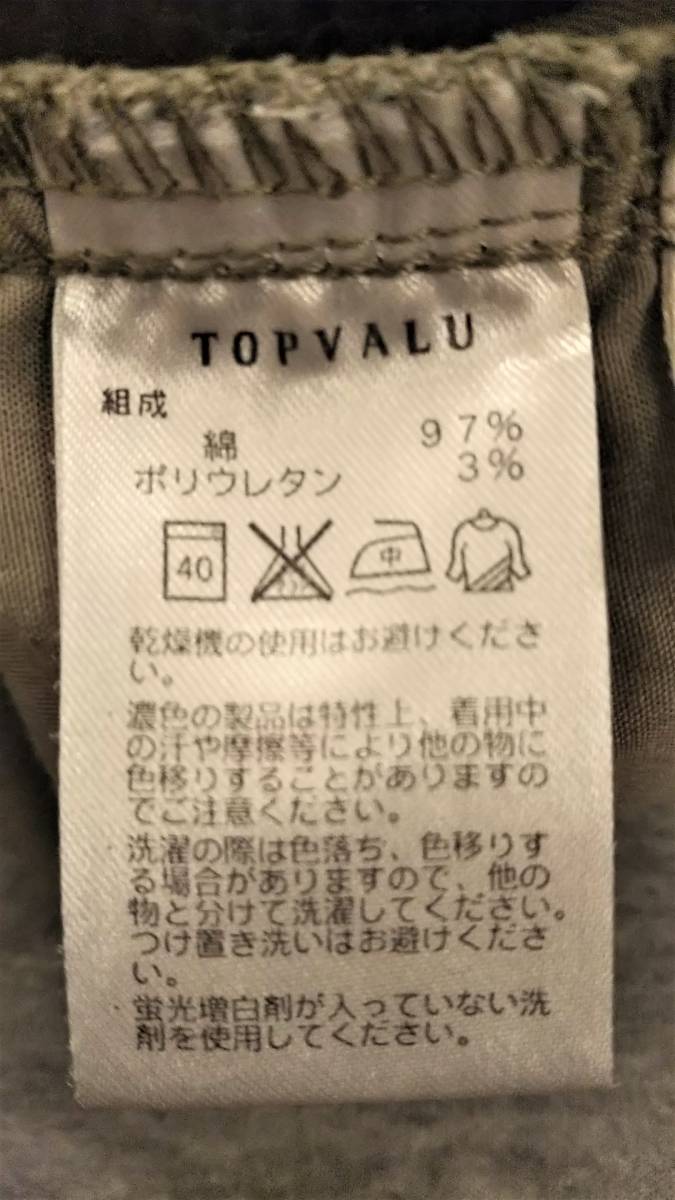 TOPVALU
組成
綿 97%
ポリウレタン 3%
40 中
乾燥機の使用はお避けくださ
い。
濃色の製品は特性上、着用中
の汗や摩擦等により他の物に
色移りすることがありますの
でご注意ください。
・洗濯の際は色落ち、色移りす
る場合がありますので、他の
物と分けて洗濯してください。
つけ置き洗いはお避けくださ
い。
・蛍光増白剤が入っていない洗
剤を使用してください。